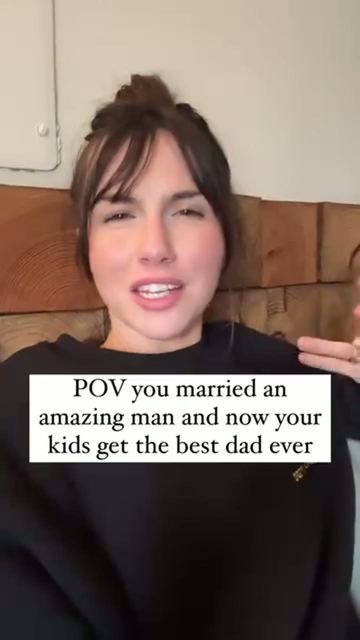 POV you married an
amazing man and now your
kids get the best dad ever